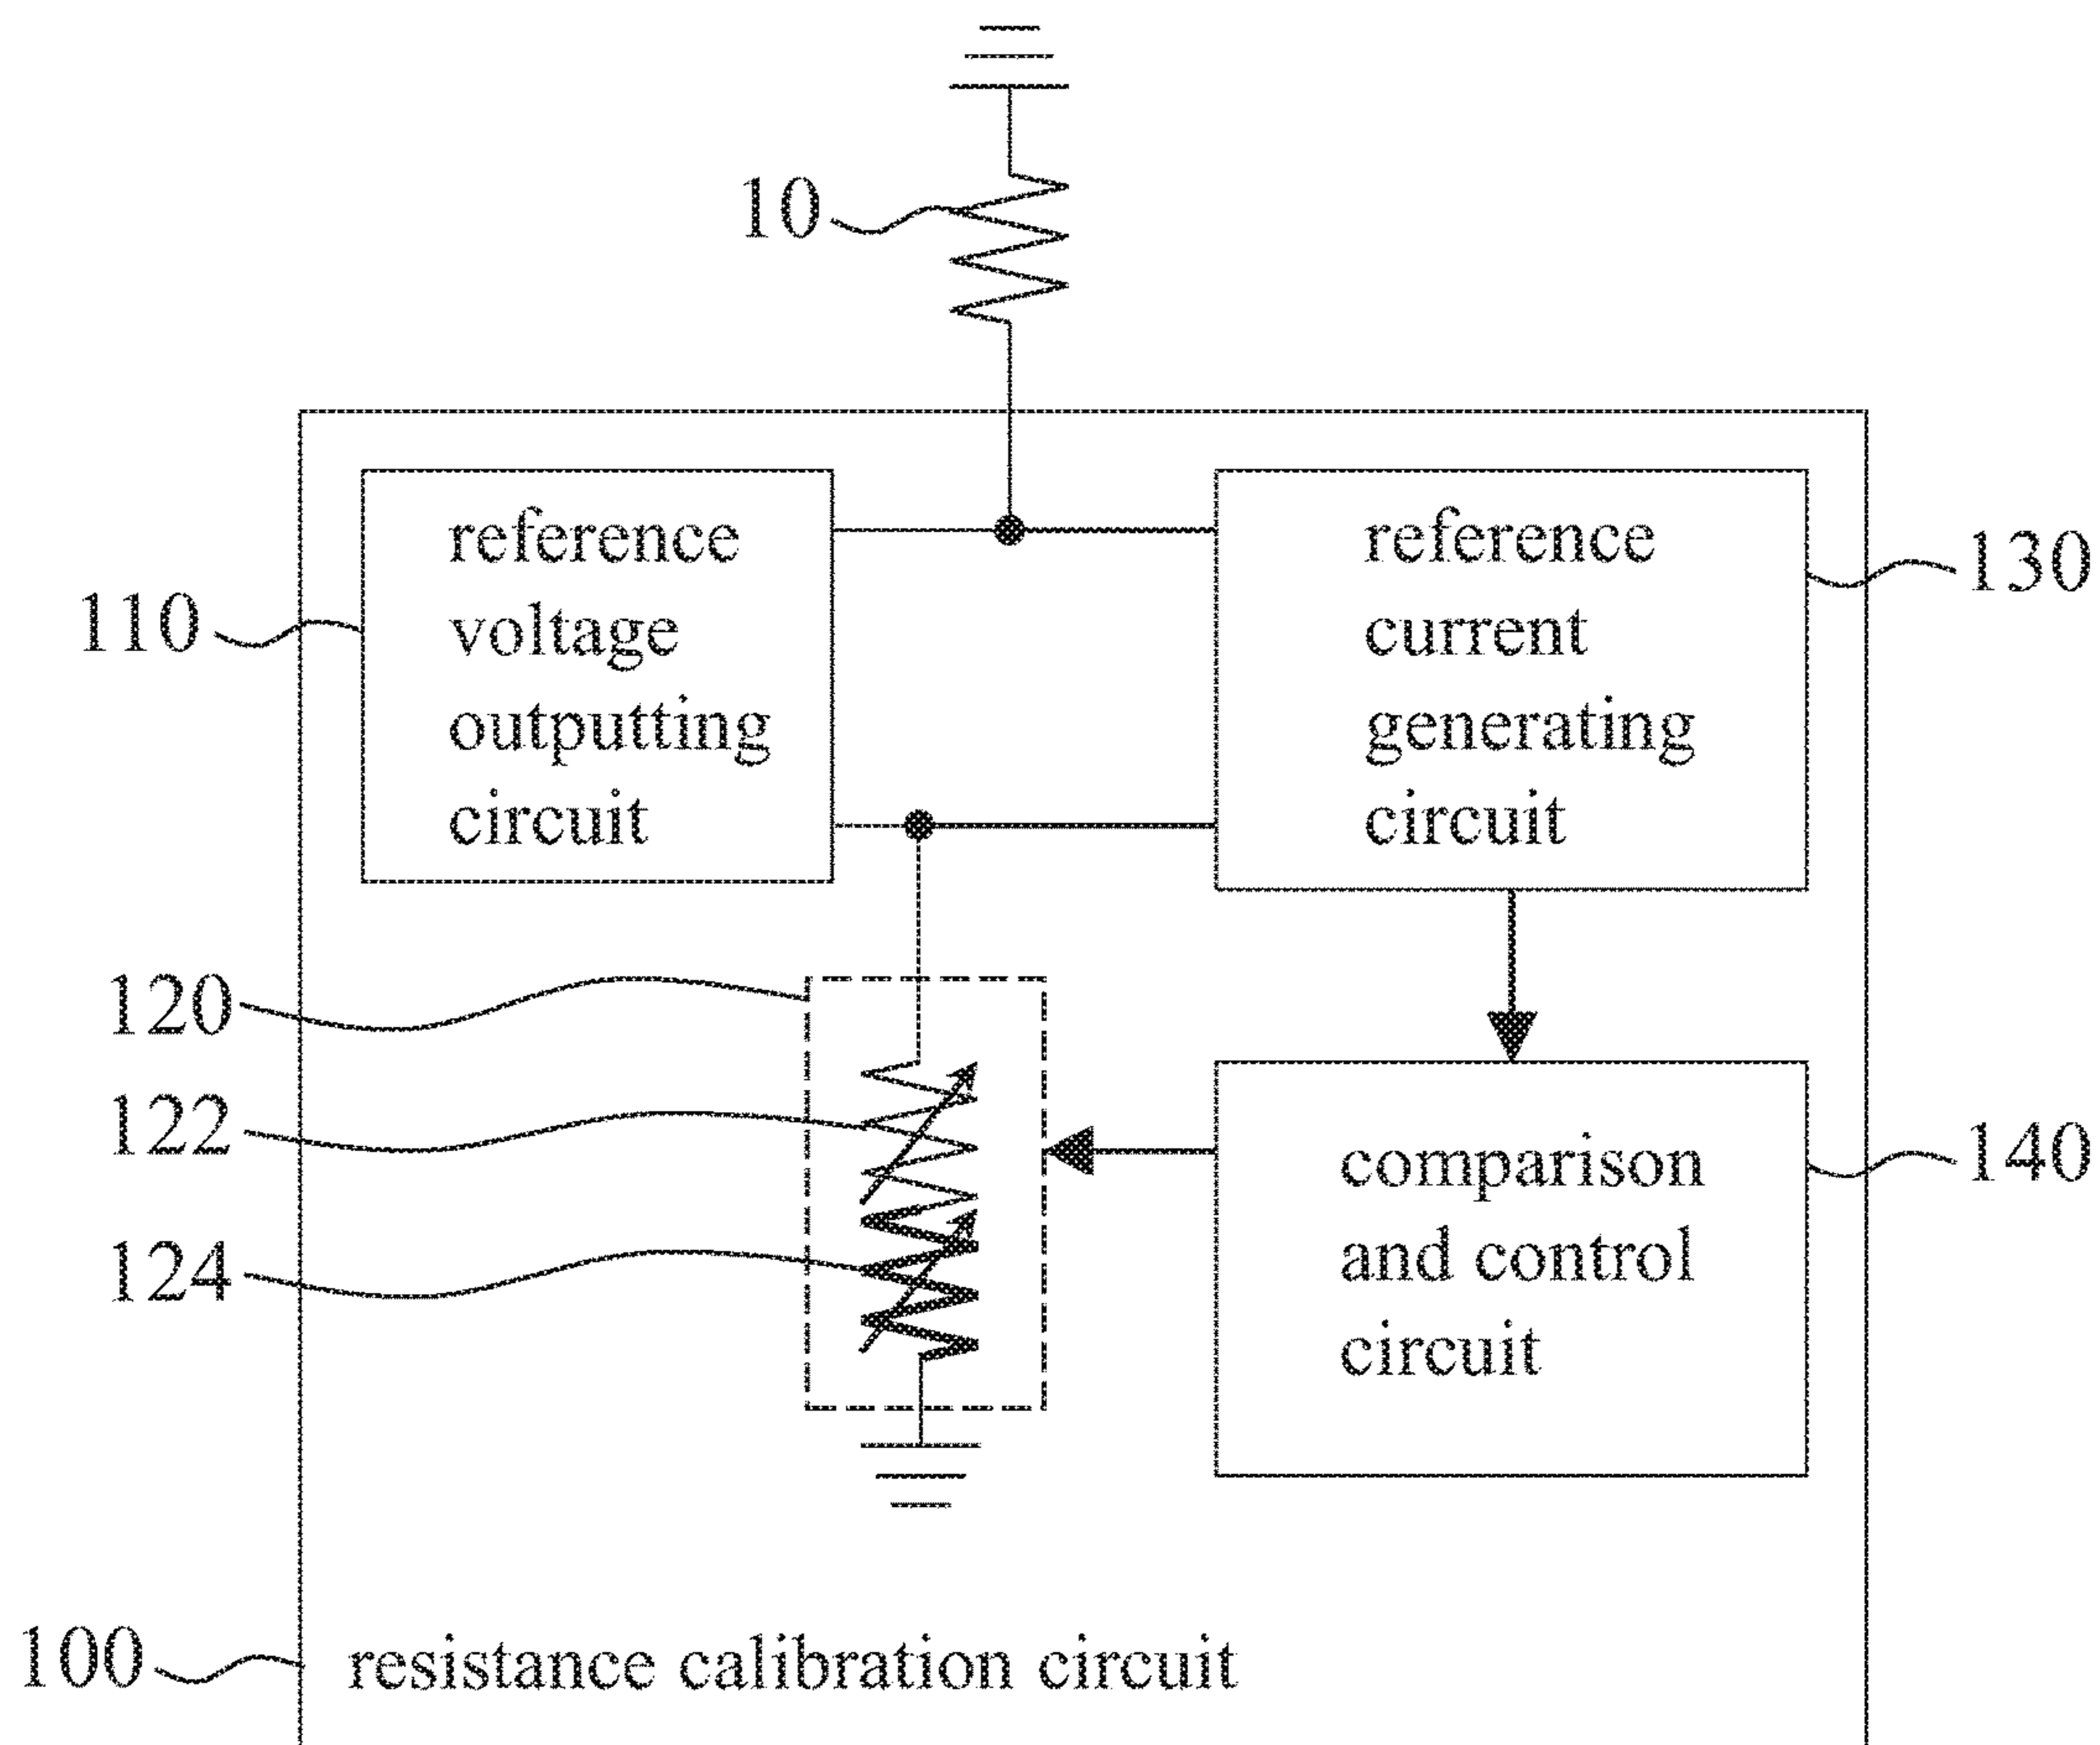 10
reference
voltage
outputting
circuit
110
reference
current
generating
circuit
130
120
122
124
comparison
and control
circuit
140
100
resistance calibration circuit